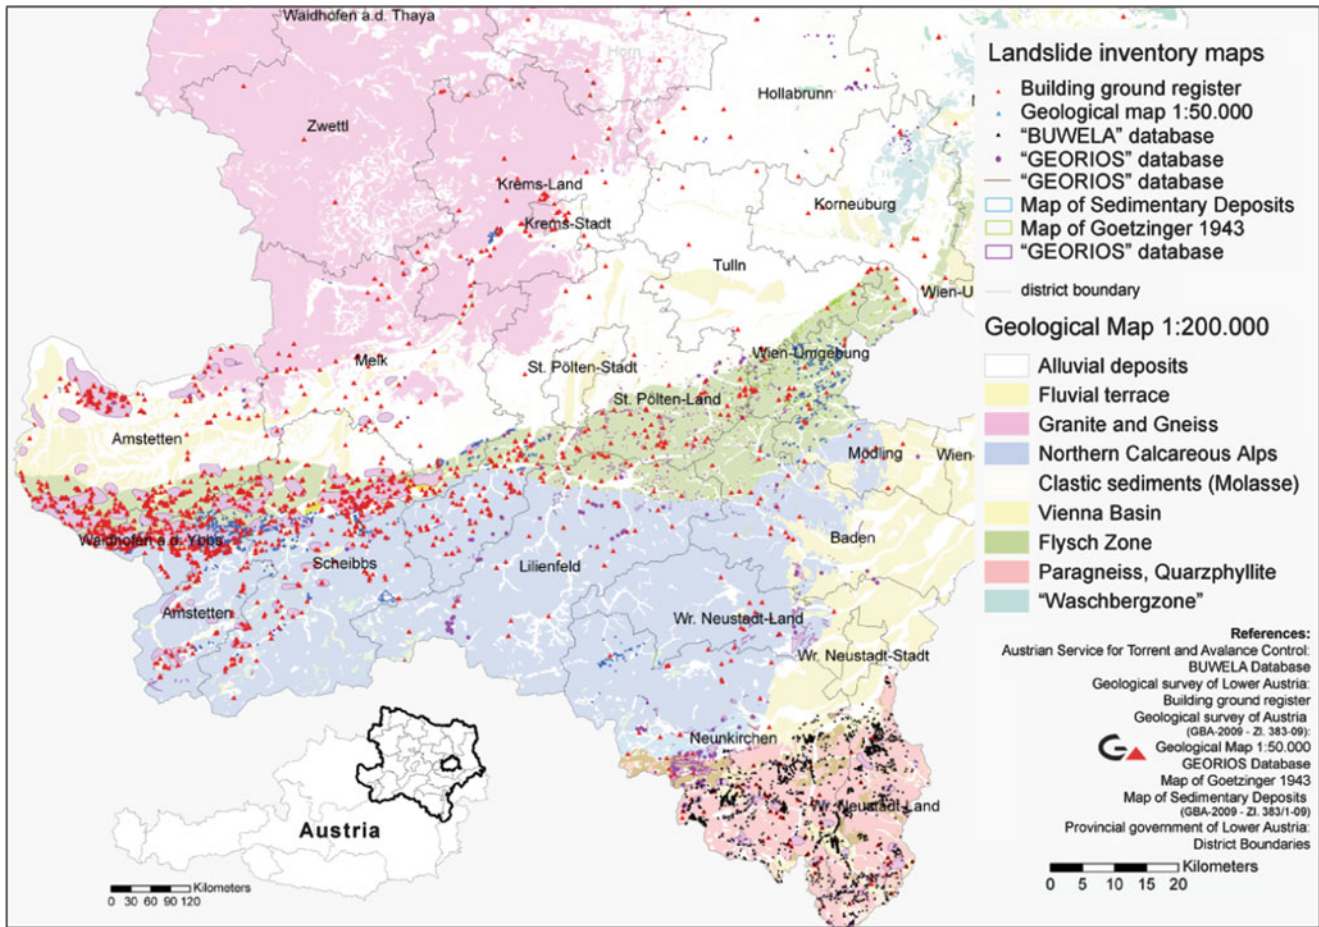 Waidhofen a.d. Thaya
Horn
Zwettl
Hollabrunn
Krems-Land
Krems-Stadt
Korneuburg
Tulln
Wien-U
Melk
St. Pölten-Stadt
Wien-Umgebung
St. Pölten-Land
Amstetten
Mödling
Wien-
Waidhofen a.d. Ybbs
Scheibbs
Lilienfeld
Baden
Amstetten
Wr. Neustadt-Land
Wr. Neustadt-Stadt
Neunkirchen
Wr. Neustadt-Land
Austria
Kilometers
0 30 60 90 120
Landslide inventory maps
Building ground register
Geological map 1:50.000
“BUWELA” database
“GEORIOS” database
“GEORIOS” database
Map of Sedimentary Deposits
Map of Goetzinger 1943
“GEORIOS” database
district boundary
Geological Map 1:200.000
Alluvial deposits
Fluvial terrace
Granite and Gneiss
Northern Calcareous Alps
Clastic sediments (Molasse)
Vienna Basin
Flysch Zone
Paragneiss, Quarzphyllite
“Waschbergzone”
References:
Austrian Service for Torrent and Avalance Control:
BUWELA Database
Geological survey of Lower Austria:
Building ground register
Geological survey of Austria
(GBA-2009 - Zl. 383-09):
Geological Map 1:50.000
GEORIOS Database
Map of Goetzinger 1943
Map of Sedimentary Deposits
(GBA-2009 - Zl. 383/1-09)
Provincial government of Lower Austria:
District Boundaries
Kilometers
0 5 10 15 20